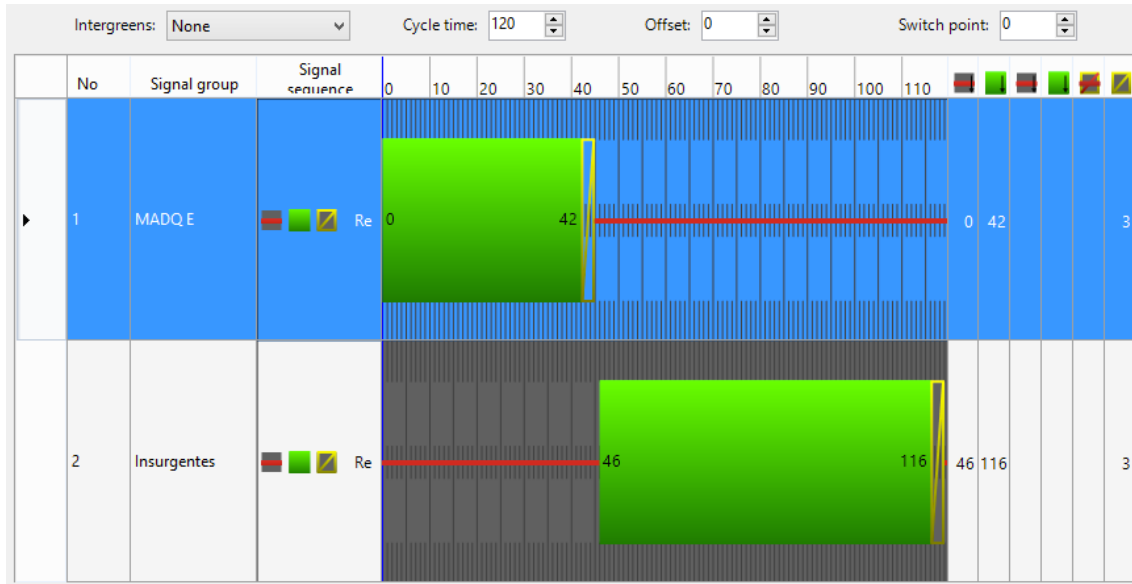 Intergreens: None Cycle time: 120 Offset: 0 Switch point: 0
No Signal group Signal sequence 0 10 20 30 40 50 60 70 80 90 100 110
1 MADQ E Re 0 42 0 42 3
2 Insurgentes Re 46 116 46 116 3